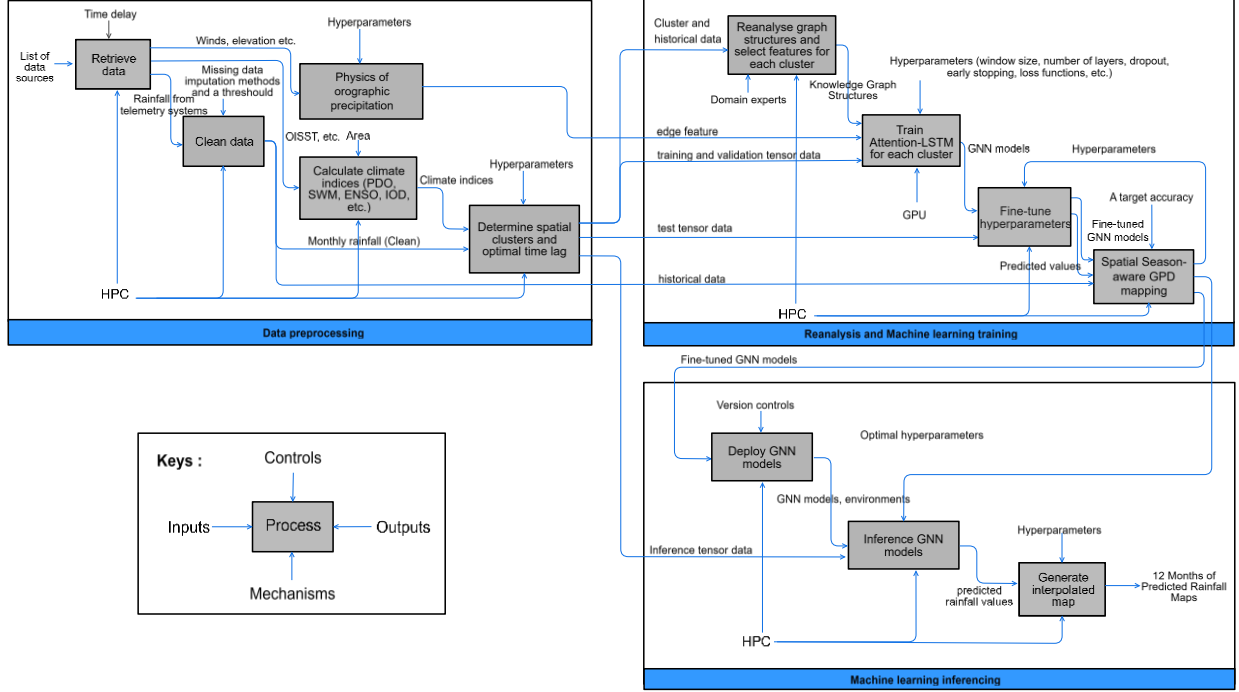 Time delay
List of
data
sources
Retrieve
data
Winds, elevation etc.
Hyperparameters
Missing data
imputation methods
and a threshould
Physics of
orographic
precipitation
Rainfall from
telemetry systems
Clean data
OISST, etc.
Area
Calculate climate
indices (PDO,
SWM, ENSO, IOD,
etc.)
Climate indices
Hyperparameters
Determine spatial
clusters and
optimal time lag
Monthly rainfall (Clean)
HPC
Data preprocessing
Cluster and
historical data
Reanalyse graph
structures and
select features for
each cluster
Domain experts
Knowledge Graph
Structures
Hyperparameters (window size, number of layers, dropout,
early stopping, loss functions, etc.)
edge feature
training and validation tensor data
Train
Attention-LSTM
for each cluster
GNN models
GPU
Hyperparameters
Fine-tune
hyperparameters
A target accuracy
Fine-tuned
GNN models
test tensor data
Predicted values
Spatial Season-
aware GPD
mapping
historical data
HPC
Reanalysis and Machine learning training
Fine-tuned GNN models
Version controls
Deploy GNN
models
Optimal hyperparameters
GNN models, environments
Inference GNN
models
Inference tensor data
Hyperparameters
predicted
rainfall values
Generate
interpolated
map
12 Months of
Predicted Rainfall
Maps
HPC
Machine learning inferencing
Keys :
Controls
Inputs
Process
Outputs
Mechanisms